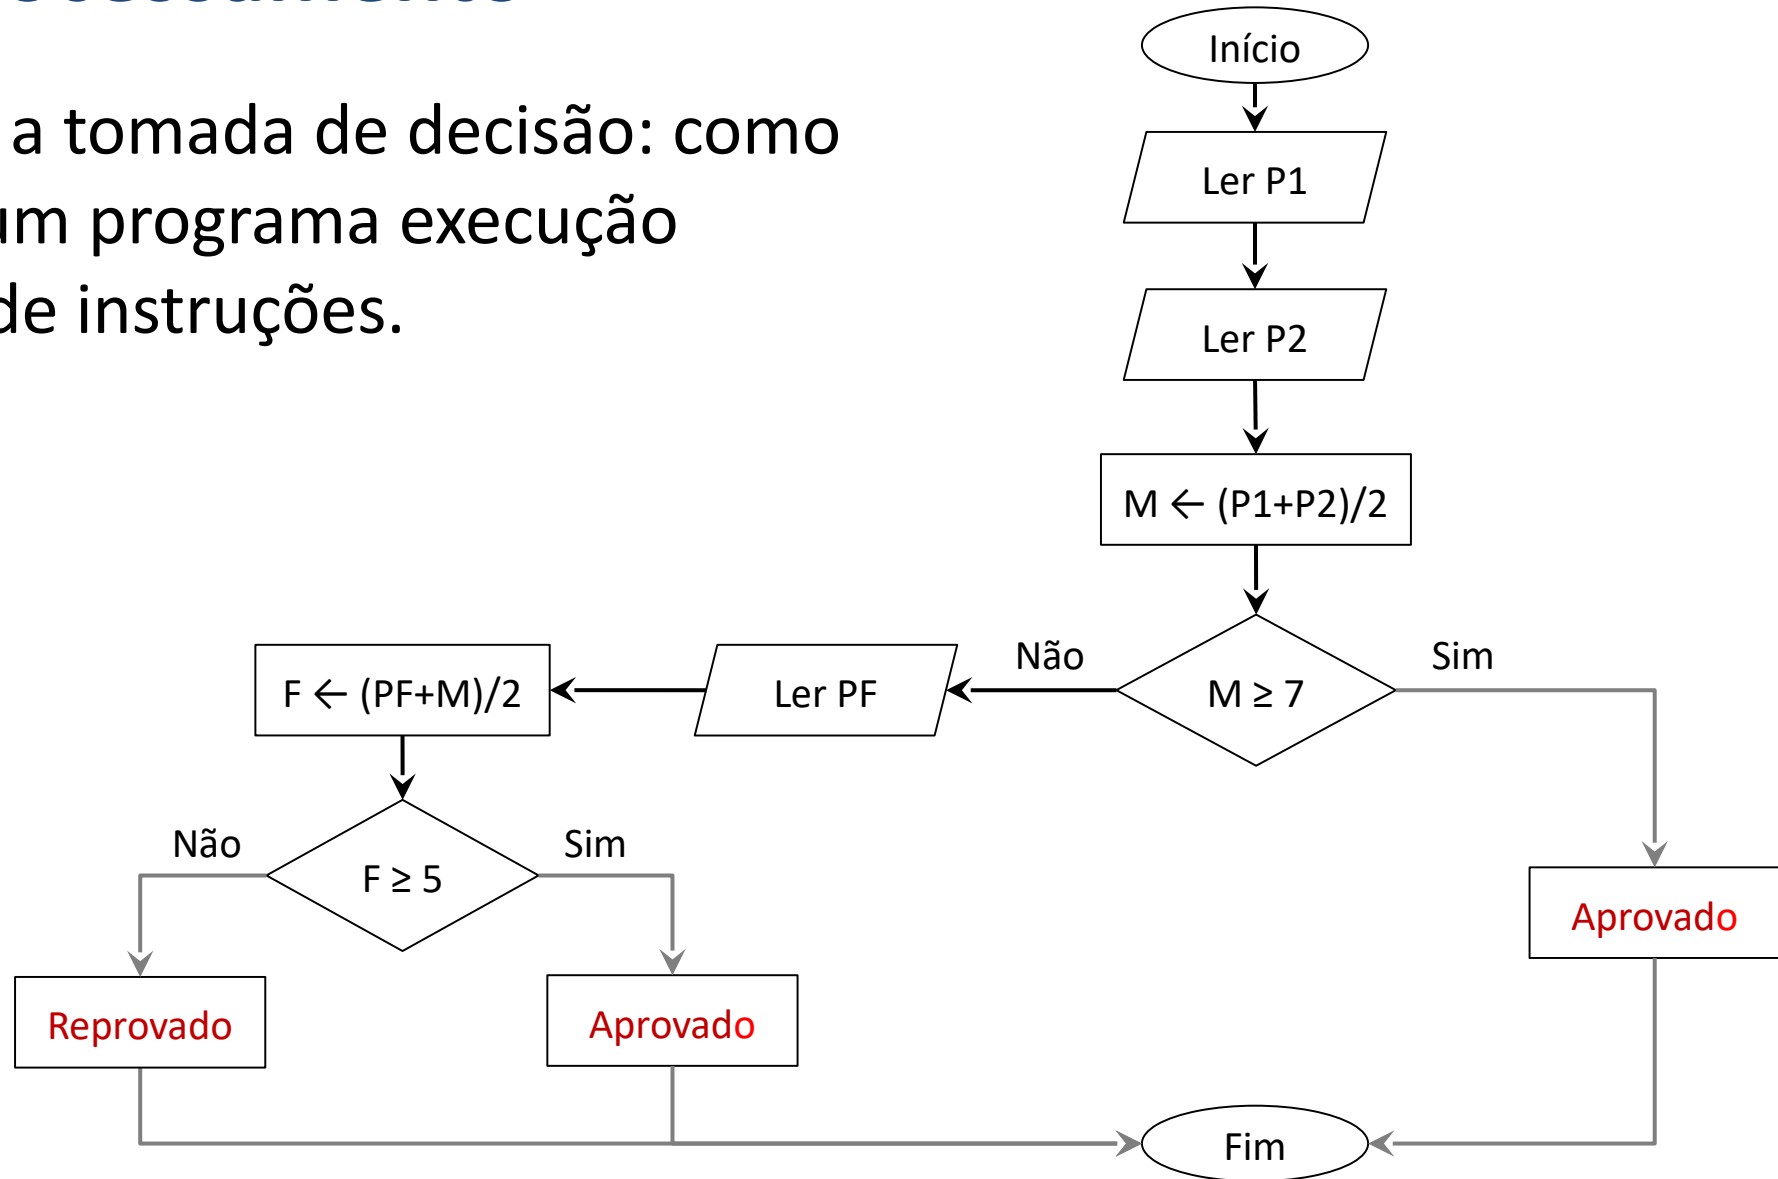 a tomada de decisão: como
um programa execução
de instruções.
Início
Ler P1
Ler P2
M ← (P1+P2)/2
M ≥ 7
Não
Sim
Ler PF
F ← (PF+M)/2
F ≥ 5
Não
Sim
Reprovado
Aprovado
Aprovado
Fim